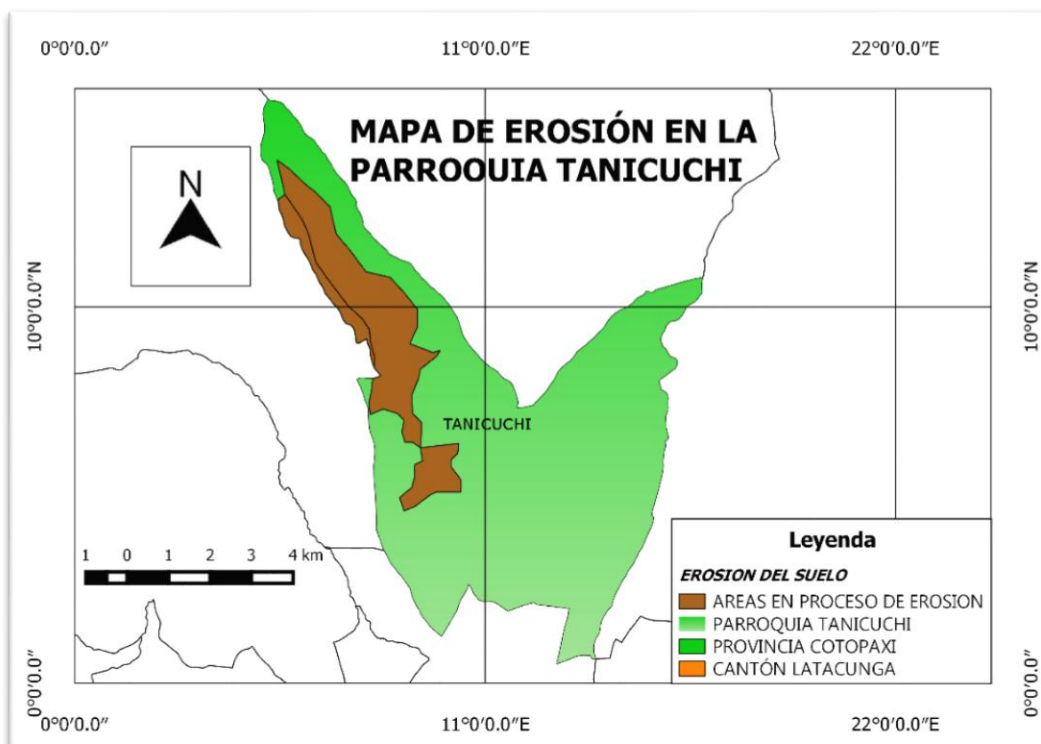 0°0'0.0" 11°0'0.0"E 22°0'0.0"E
MAPA DE EROSIÓN EN LA
PARROQUIA TANICUCHI
N
10°0'0.0"N 10°0'0.0"N
TANICUCHI
1 0 1 2 3 4 km
Leyenda
EROSION DEL SUELO
AREAS EN PROCESO DE EROSION
PARROQUIA TANICUCHI
PROVINCIA COTOPAXI
CANTÓN LATACUNGA
0°0'0.0" 0°0'0.0"
0°0'0.0" 11°0'0.0"E 22°0'0.0"E